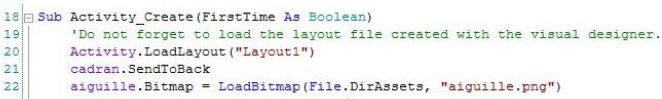 18 Sub Activity_Create(FirstTime As Boolean)
19 'Do not forget to load the layout file created with the visual designer.
20 Activity.LoadLayout("Layout1")
21 cadran.SendToBack
22 aiguille.Bitmap = LoadBitmap(File.DirAssets, "aiguille.png")